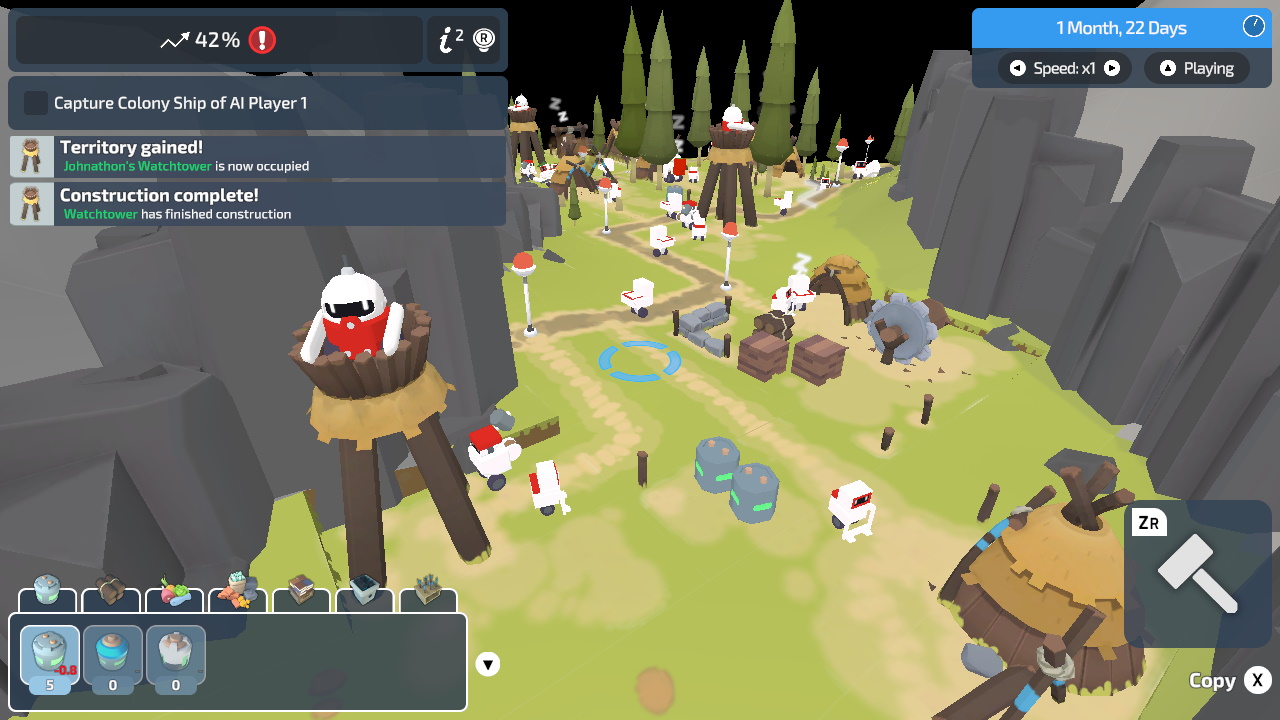 42%
i²
R
1 Month, 22 Days
Speed: x1
Playing
Capture Colony Ship of AI Player 1
Territory gained!
Johnathon's Watchtower is now occupied
Construction complete!
Watchtower has finished construction
z z
z
z z
ZR
-0.8
5
0
0
Copy X